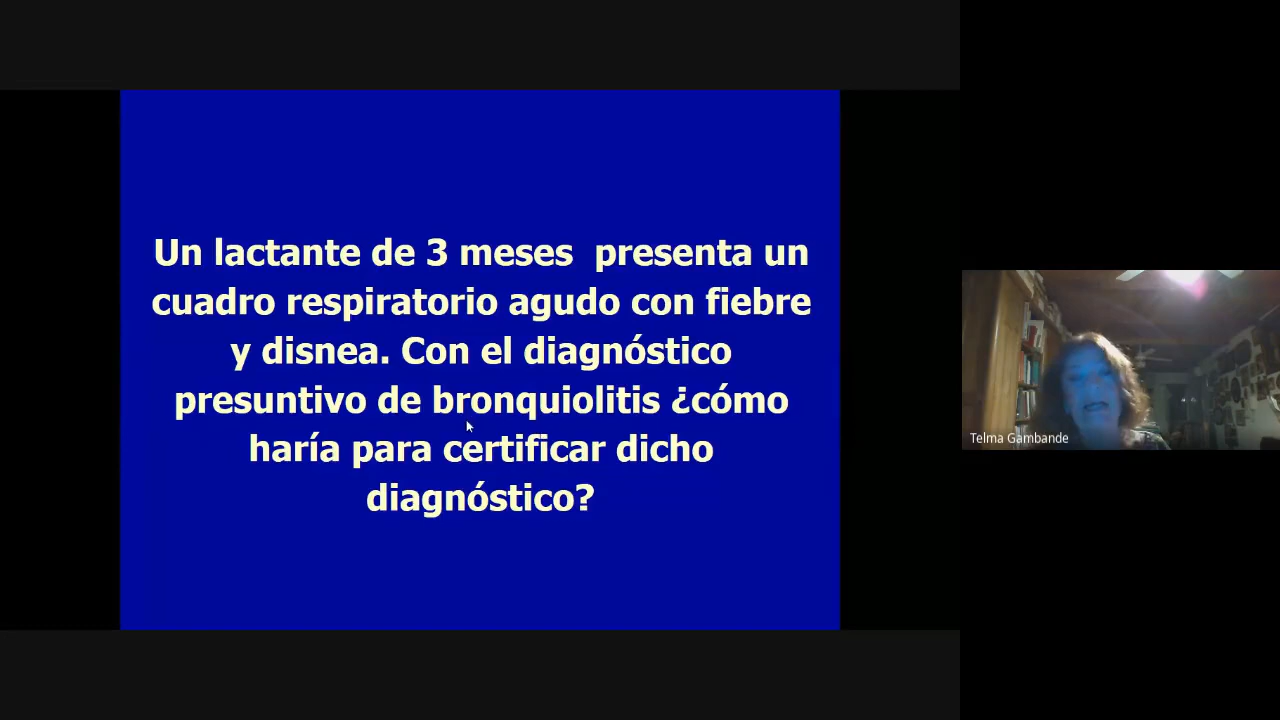 Un lactante de 3 meses  presenta un
cuadro respiratorio agudo con fiebre
y disnea. Con el diagnóstico
presuntivo de bronquiolitis ¿cómo
haría para certificar dicho
diagnóstico?
Telma Gambande